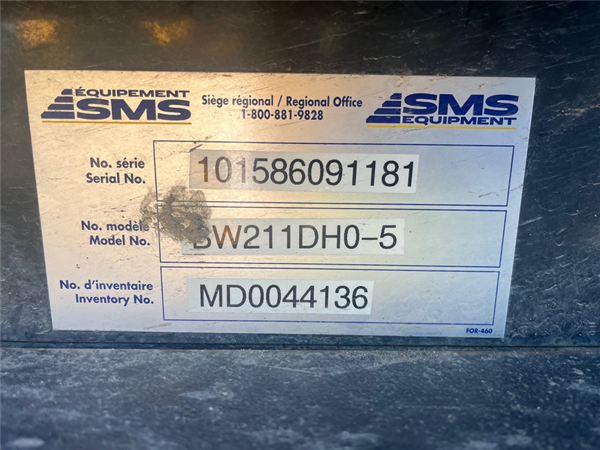 ÉQUIPEMENT
SMS
Siège régional / Regional Office
1-800-881-9828
SMS
EQUIPMENT
No. série
Serial No.
101586091181
No. modèle
Model No.
BW211DH0-5
No. d'inventaire
Inventory No.
MD0044136
FOR-460